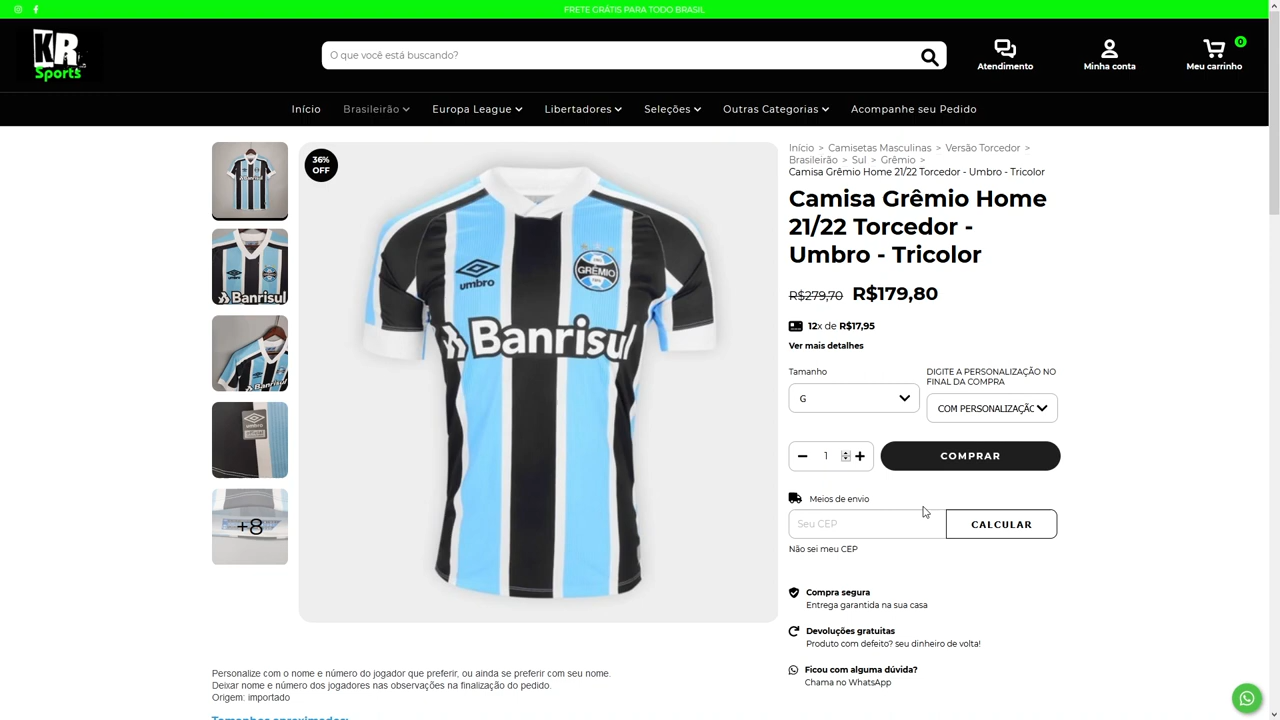 FRETE GRÁTIS PARA TODO BRASIL
KR
Sports
O que você está buscando?
Atendimento
Minha conta
0
Meu carrinho
Início
Brasileirão
Europa League
Libertadores
Seleções
Outras Categorias
Acompanhe seu Pedido
36%
OFF
umbro
GRÊMIO
Banrisul
Banrisul
+8
Início > Camisetas Masculinas > Versão Torcedor >
Brasileirão > Sul > Grêmio >
Camisa Grêmio Home 21/22 Torcedor - Umbro - Tricolor
Camisa Grêmio Home
21/22 Torcedor -
Umbro - Tricolor
R$279,70 R$179,80
12x de R$17,95
Ver mais detalhes
Tamanho
G
DIGITE A PERSONALIZAÇÃO NO
FINAL DA COMPRA
COM PERSONALIZAÇÃO
1
COMPRAR
Meios de envio
Seu CEP
CALCULAR
Não sei meu CEP
Compra segura
Entrega garantida na sua casa
Devoluções gratuitas
Produto com defeito? seu dinheiro de volta!
Ficou com alguma dúvida?
Chama no WhatsApp
Personalize com o nome e número do jogador que preferir, ou ainda se preferir com seu nome.
Deixar nome e número dos jogadores nas observações na finalização do pedido.
Origem: importado
Tamanhos aproximados: